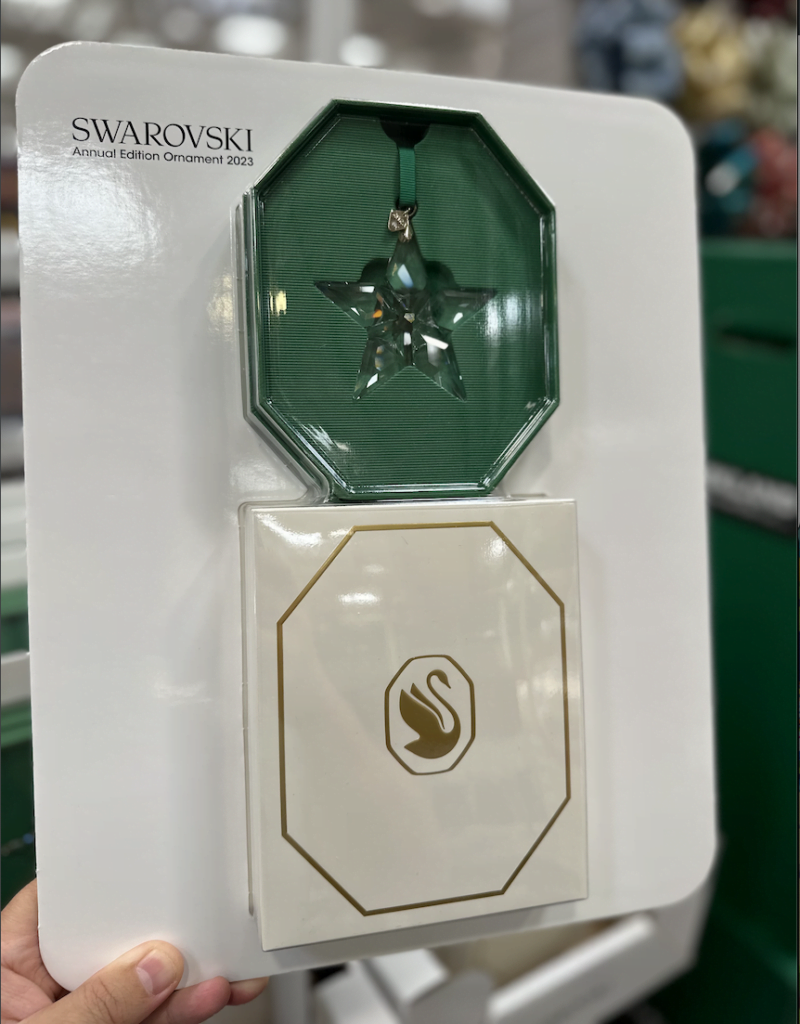 SWAROVSKI
Annual Edition Ornament 2023